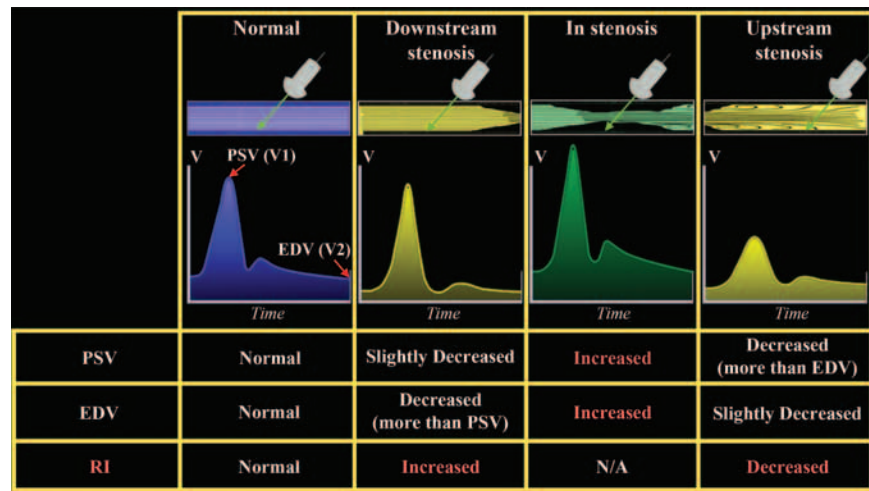 Normal
Downstream
stenosis
In stenosis
Upstream
stenosis
V
PSV (V1)
EDV (V2)
Time
V
Time
V
Time
V
Time
PSV
Normal
Slightly Decreased
Increased
Decreased
(more than EDV)
EDV
Normal
Decreased
(more than PSV)
Increased
Slightly Decreased
RI
Normal
Increased
N/A
Decreased